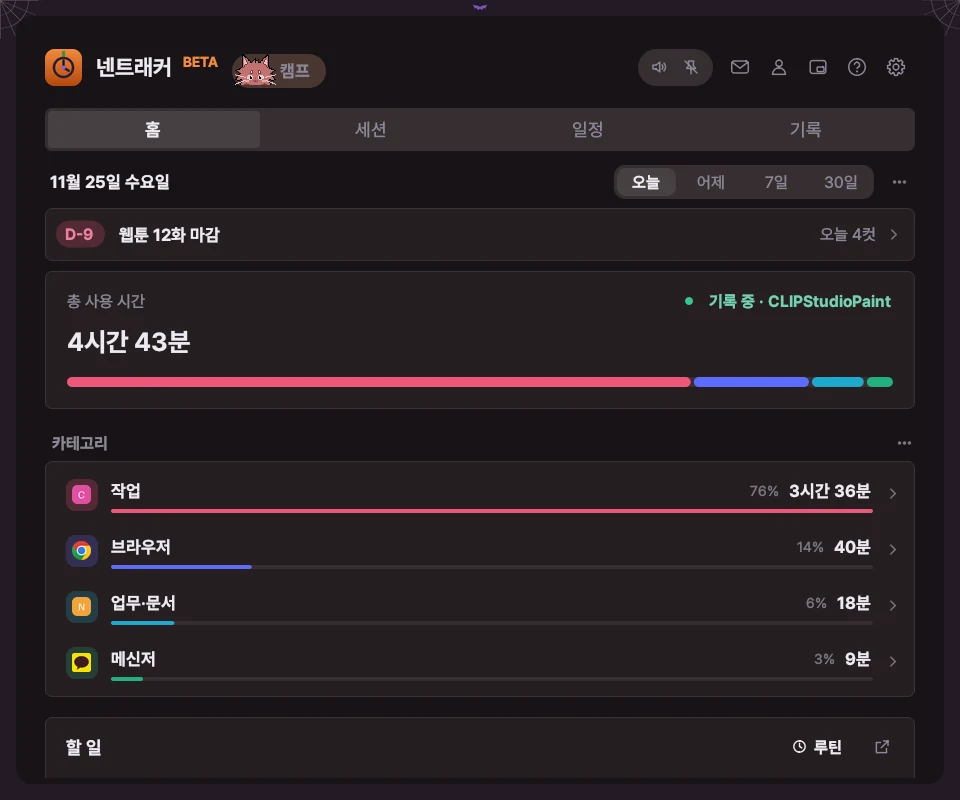 넨트래커 BETA 캠프
홈 세션 일정 기록
11월 25일 수요일 오늘 어제 7일 30일
D-9 웹툰 12화 마감 오늘 4컷
총 사용 시간 기록 중 · CLIPStudioPaint
4시간 43분
카테고리
C 작업 76% 3시간 36분
브라우저 14% 40분
N 업무·문서 6% 18분
메신저 3% 9분
할 일 루틴